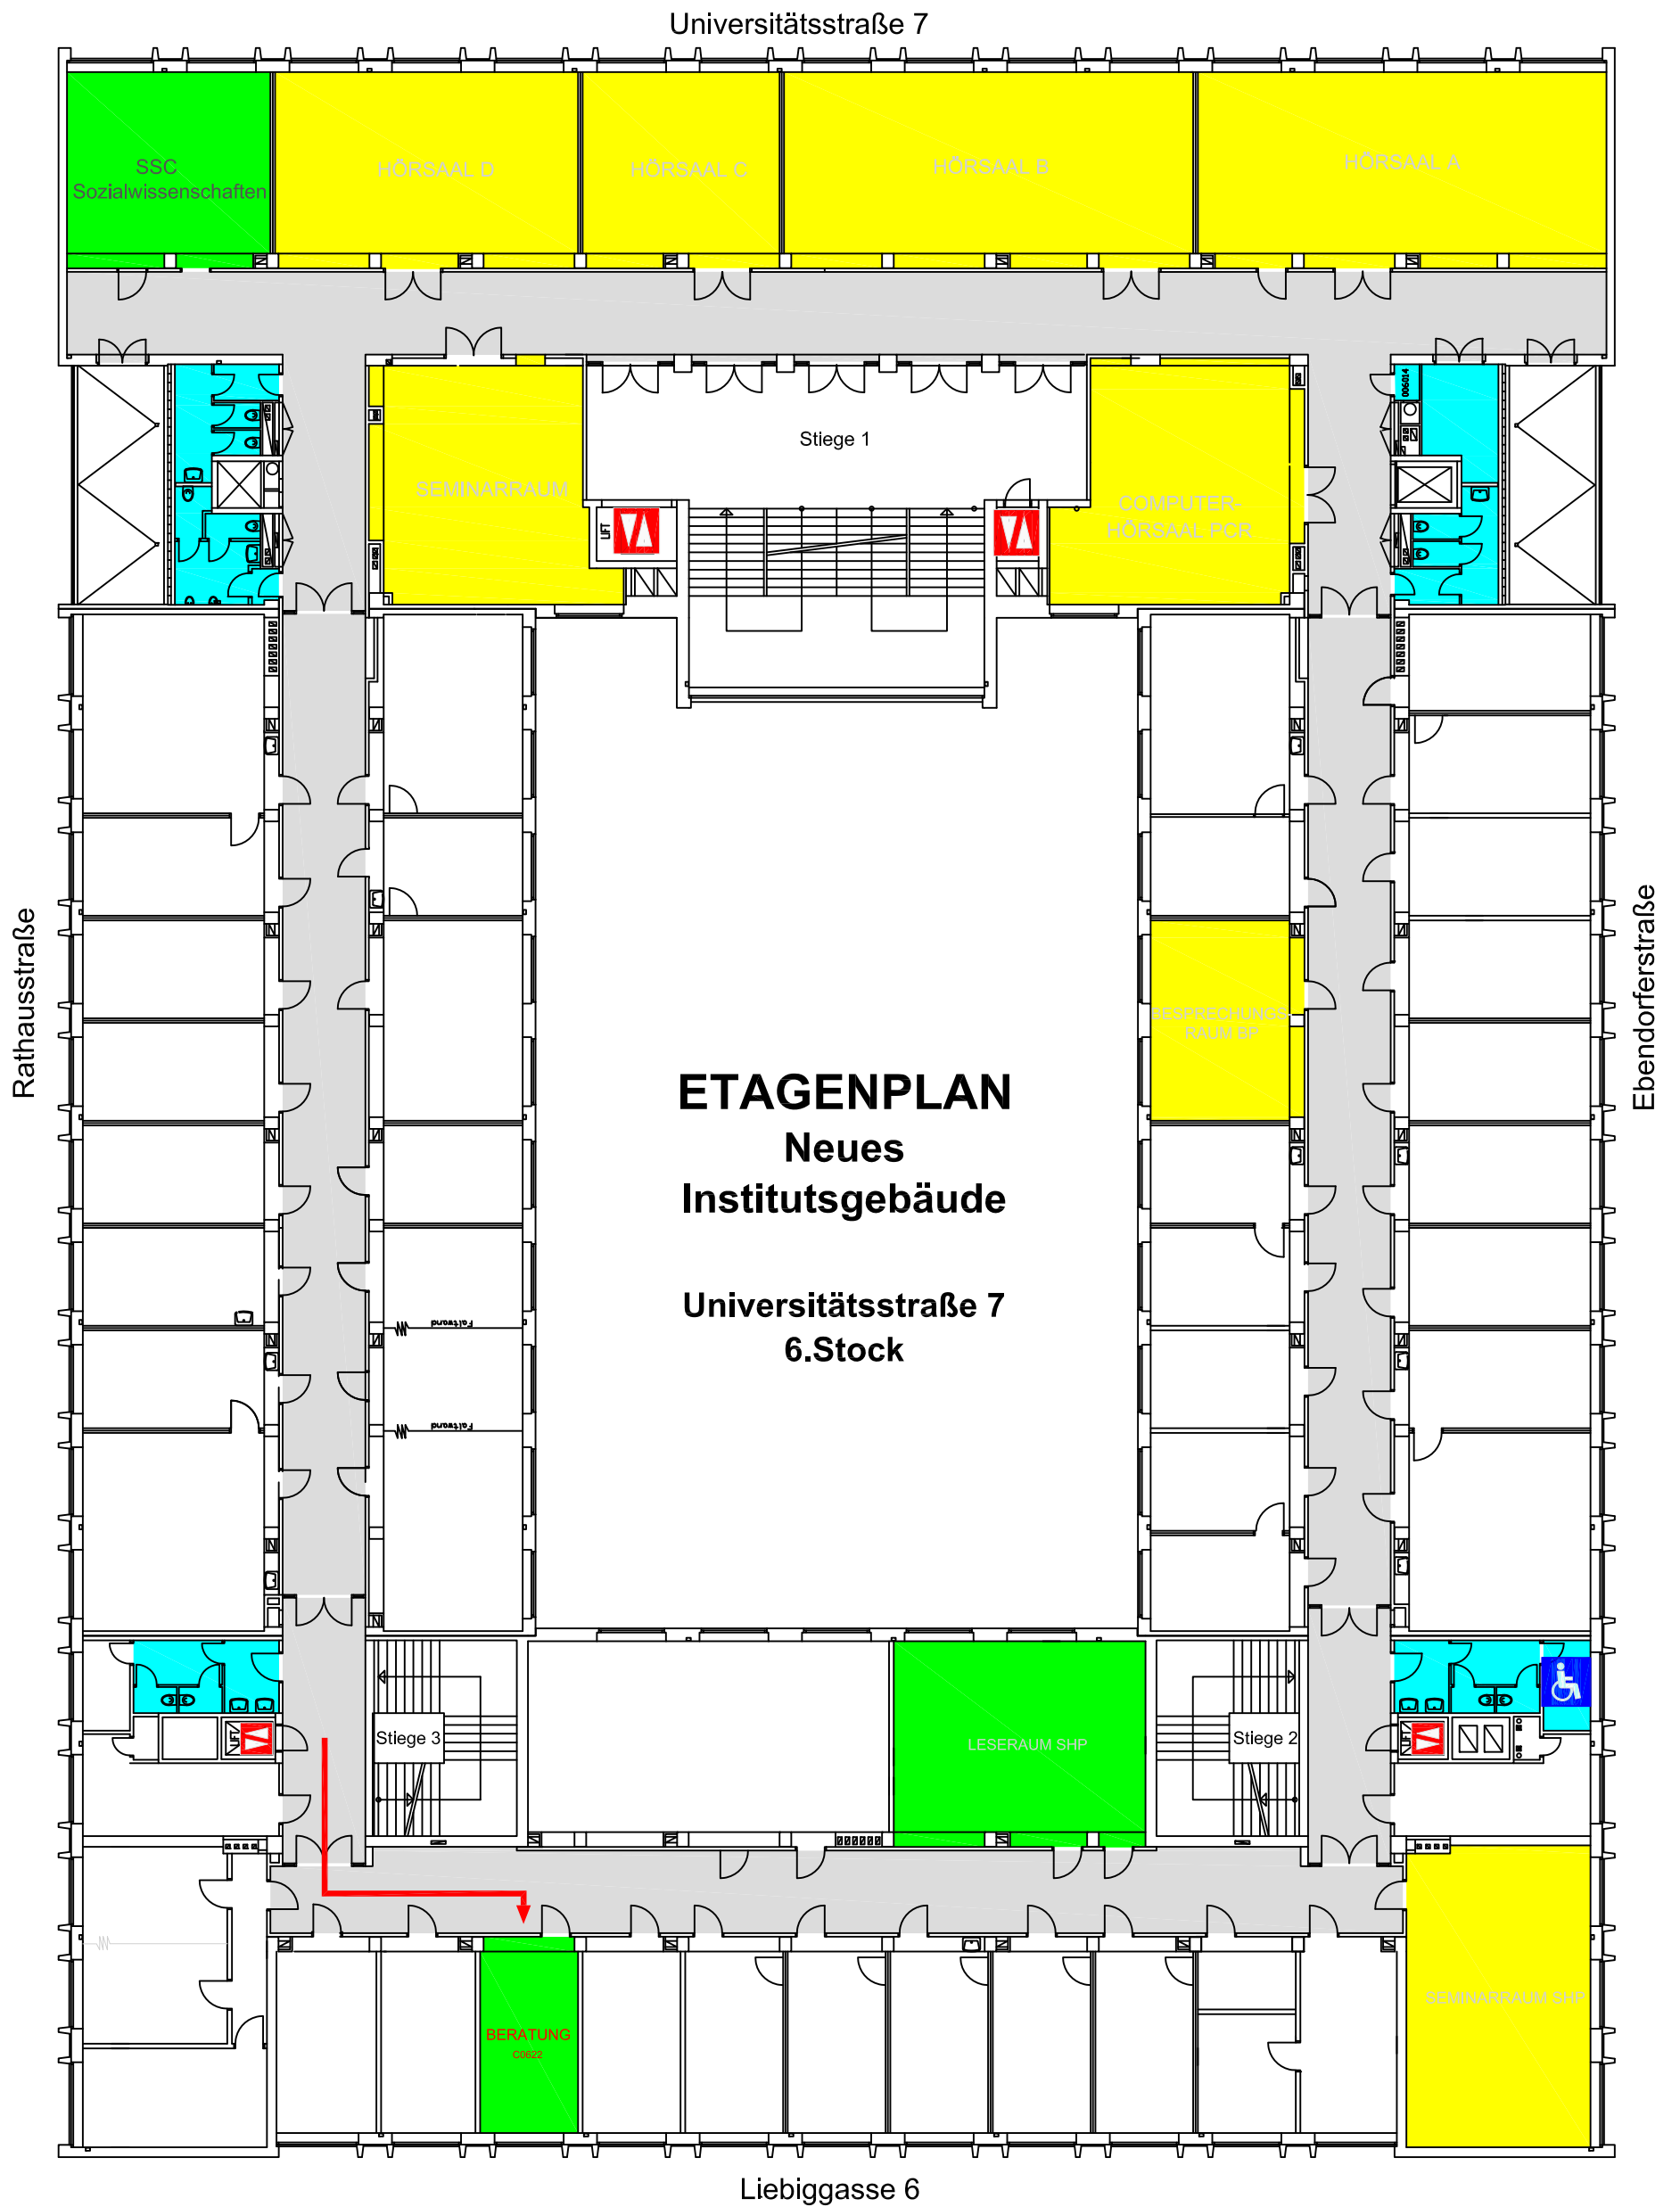 Universitätsstraße 7
SSC
Sozialwissenschaften
HÖRSAAL D
HÖRSAAL C
HÖRSAAL B
HÖRSAAL A
006014
Stiege 1
SEMINARRAUM
LIFT
COMPUTER-
HÖRSAAL PCR
Rathausstraße
Ebendorferstraße
BESPRECHUNGS-
RAUM BP
ETAGENPLAN
Neues
Institutsgebäude
Universitätsstraße 7
6.Stock
Faltwand
Faltwand
LIFT
Stiege 3
LESERAUM SHP
Stiege 2
LIFT
SEMINARRAUM SHP
BERATUNG
C0622
Liebiggasse 6